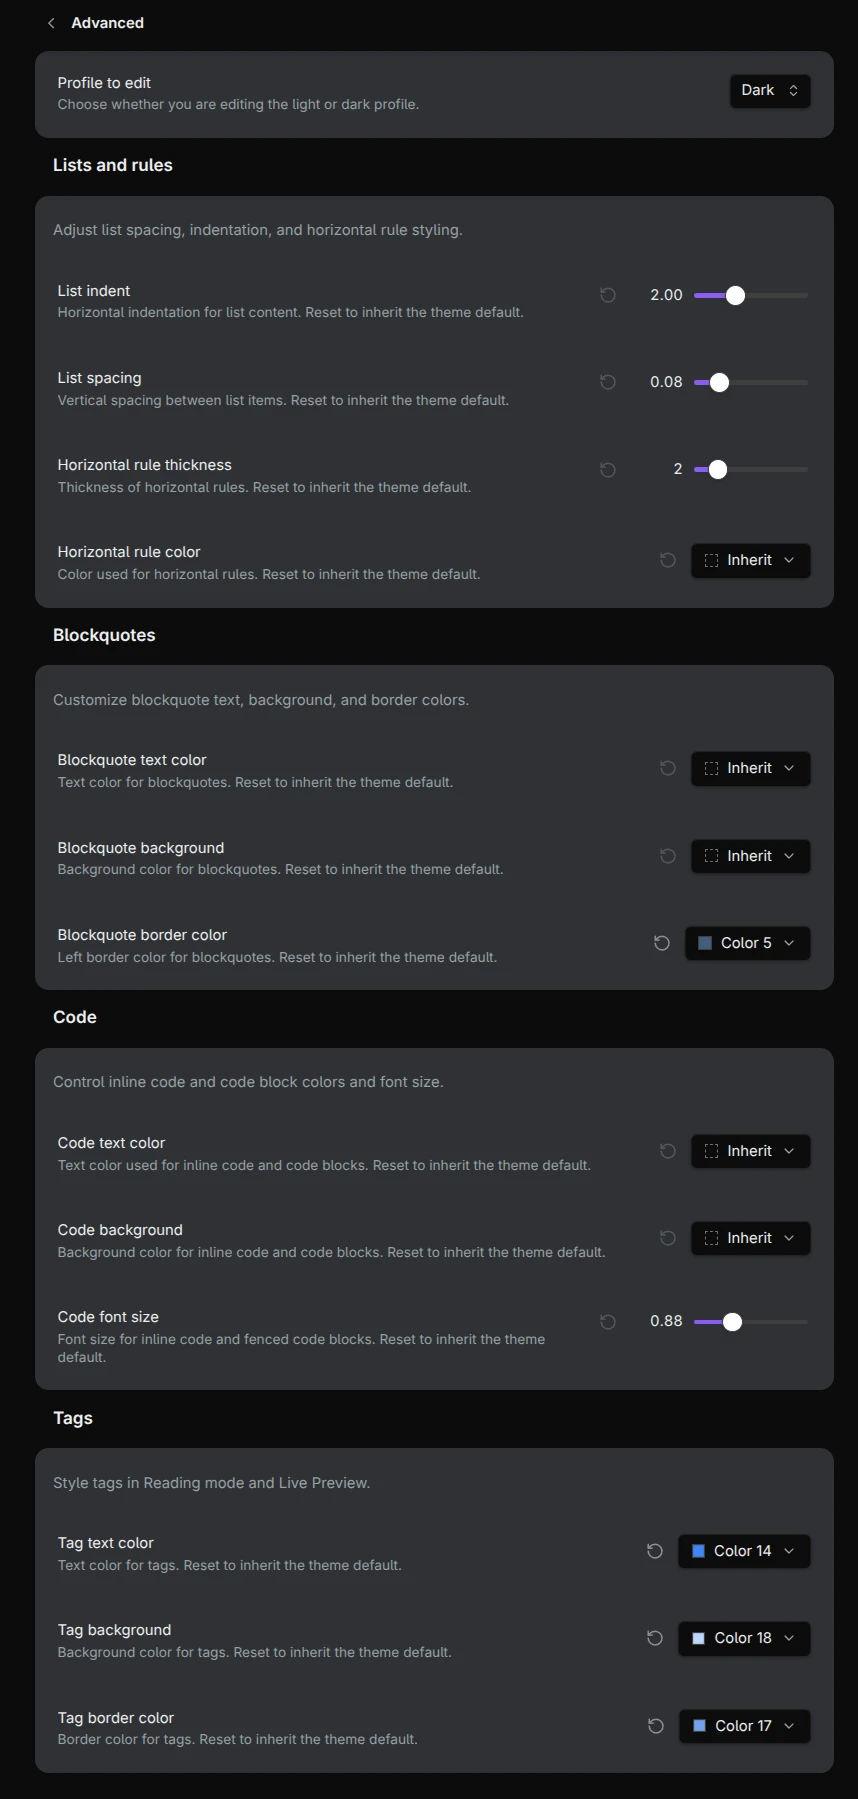 Advanced
Profile to edit
Choose whether you are editing the light or dark profile.
Dark
Lists and rules
Adjust list spacing, indentation, and horizontal rule styling.
List indent
Horizontal indentation for list content. Reset to inherit the theme default.
2.00
List spacing
Vertical spacing between list items. Reset to inherit the theme default.
0.08
Horizontal rule thickness
Thickness of horizontal rules. Reset to inherit the theme default.
2
Horizontal rule color
Color used for horizontal rules. Reset to inherit the theme default.
Inherit
Blockquotes
Customize blockquote text, background, and border colors.
Blockquote text color
Text color for blockquotes. Reset to inherit the theme default.
Inherit
Blockquote background
Background color for blockquotes. Reset to inherit the theme default.
Inherit
Blockquote border color
Left border color for blockquotes. Reset to inherit the theme default.
Color 5
Code
Control inline code and code block colors and font size.
Code text color
Text color used for inline code and code blocks. Reset to inherit the theme default.
Inherit
Code background
Background color for inline code and code blocks. Reset to inherit the theme default.
Inherit
Code font size
Font size for inline code and fenced code blocks. Reset to inherit the theme
default.
0.88
Tags
Style tags in Reading mode and Live Preview.
Tag text color
Text color for tags. Reset to inherit the theme default.
Color 14
Tag background
Background color for tags. Reset to inherit the theme default.
Color 18
Tag border color
Border color for tags. Reset to inherit the theme default.
Color 17